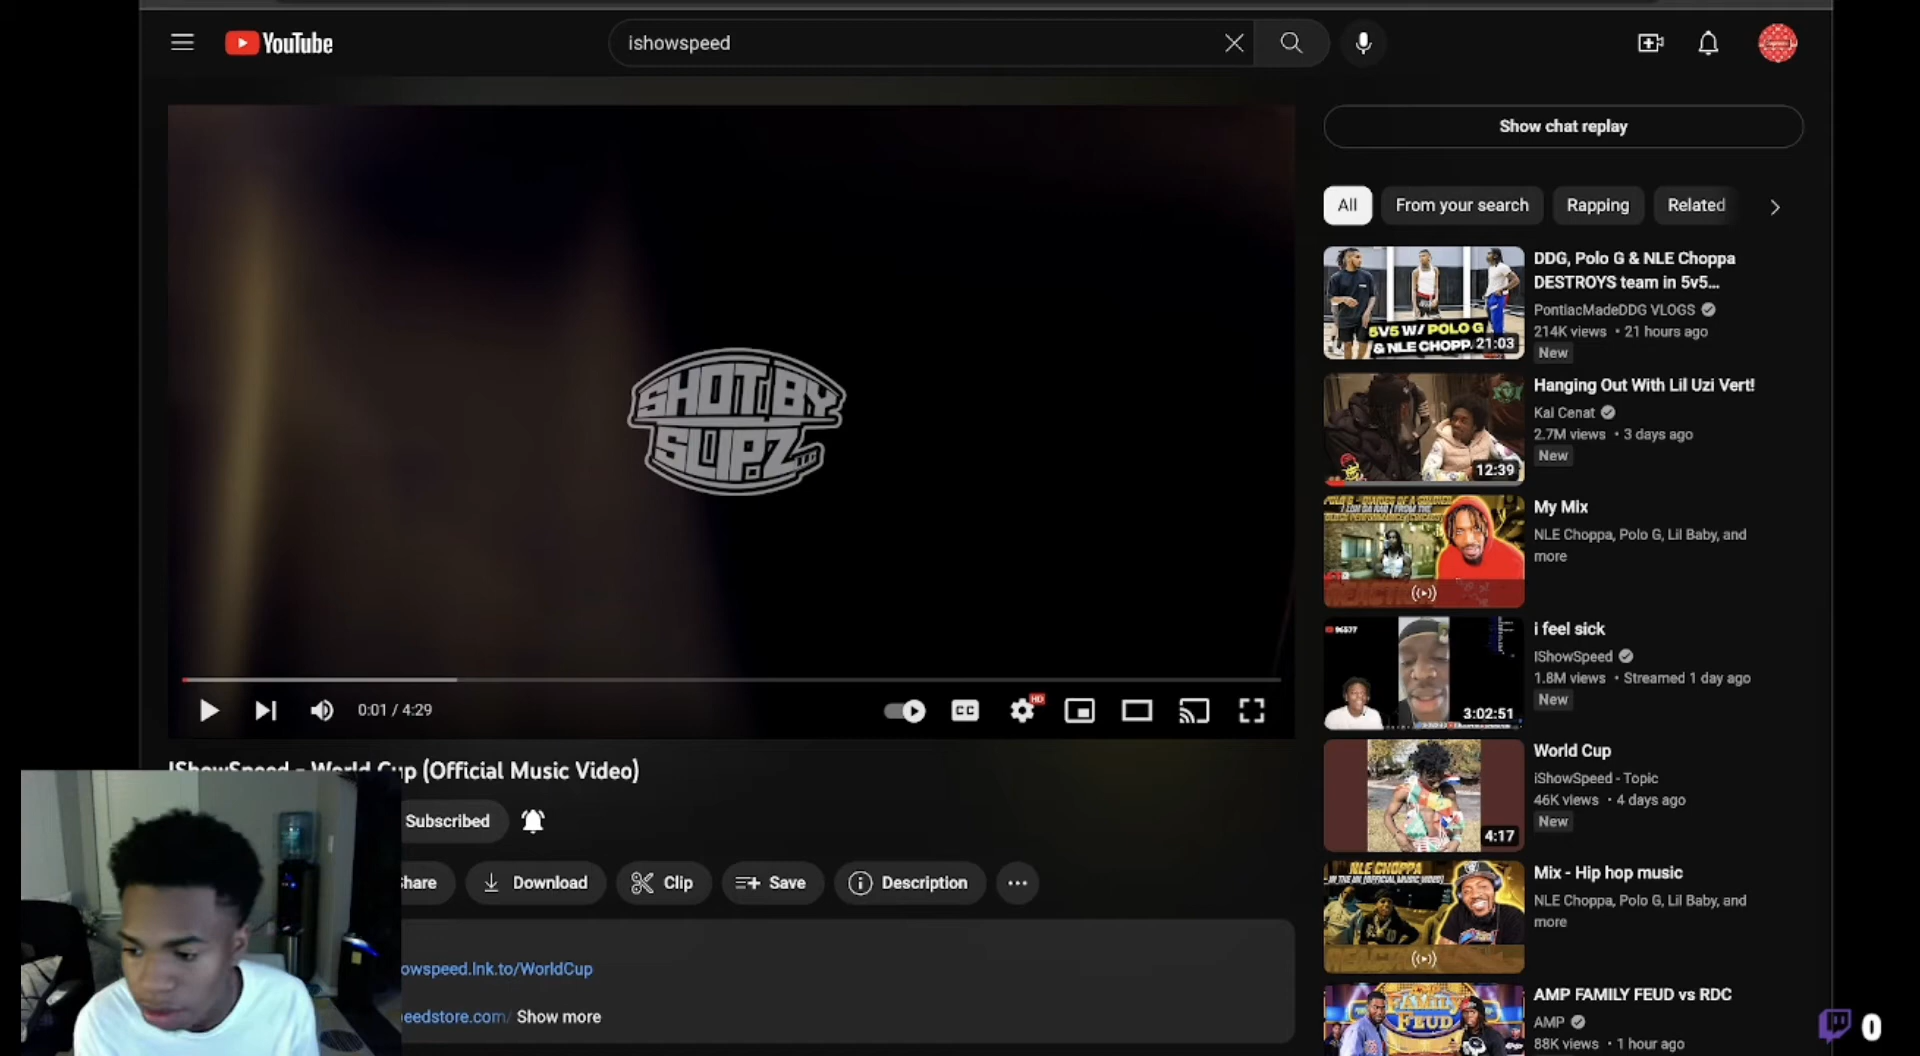 YouTube
ishowspeed
SHOT BY
SLIPZ
HD
CC
0:01 / 4:29
IShowSpeed - World Cup (Official Music Video)
Subscribed
hare
Download
Clip
Save
Description
owspeed.lnk.to/WorldCup
peedstore.com/ Show more
Show chat replay
All
From your search
Rapping
Related
5V5 W/ POLO G
& NLE CHOPP
21:03
DDG, Polo G & NLE Choppa
DESTROYS team in 5v5...
PontiacMadeDDG VLOGS
214K views • 21 hours ago
New
12:39
Hanging Out With Lil Uzi Vert!
Kai Cenat
2.7M views • 3 days ago
New
My Mix
NLE Choppa, Polo G, Lil Baby, and
more
96577
3:02:51
i feel sick
IShowSpeed
1.8M views • Streamed 1 day ago
New
4:17
World Cup
iShowSpeed - Topic
46K views • 4 days ago
New
NLE CHOPPA
Mix - Hip hop music
NLE Choppa, Polo G, Lil Baby, and
more
FAMILY
FEUD
AMP FAMILY FEUD vs RDC
AMP
88K views • 1 hour ago
0